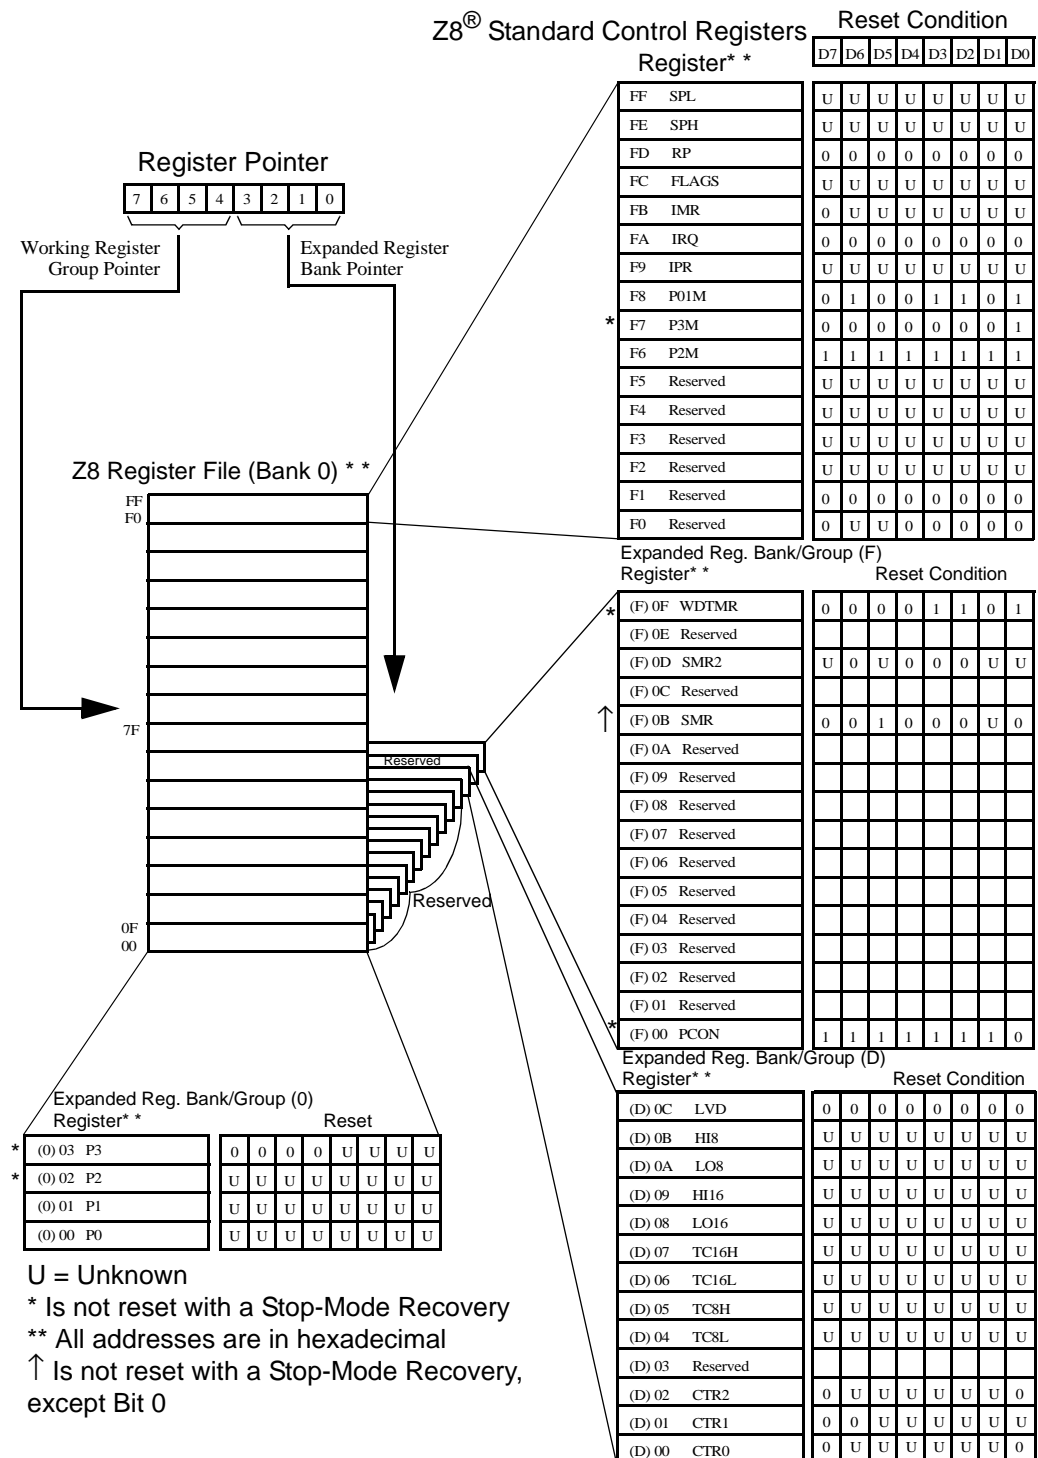 Z8® Standard Control Registers
Reset Condition
Register* *
D7 D6 D5 D4 D3 D2 D1 D0
FF SPL U U U U U U U U
FE SPH U U U U U U U U
FD RP 0 0 0 0 0 0 0 0
FC FLAGS U U U U U U U U
FB IMR 0 U U U U U U U
FA IRQ 0 0 0 0 0 0 0 0
F9 IPR U U U U U U U U
F8 P01M 0 1 0 0 1 1 0 1
* F7 P3M 0 0 0 0 0 0 0 1
F6 P2M 1 1 1 1 1 1 1 1
F5 Reserved U U U U U U U U
F4 Reserved U U U U U U U U
F3 Reserved U U U U U U U U
F2 Reserved U U U U U U U U
F1 Reserved 0 0 0 0 0 0 0 0
F0 Reserved 0 U U 0 0 0 0 0
Register Pointer
7 6 5 4 3 2 1 0
Working Register
Group Pointer
Expanded Register
Bank Pointer
Z8 Register File (Bank 0) * *
FF
F0
7F
0F
00
Reserved
Reserved
Expanded Reg. Bank/Group (F)
Register* * Reset Condition
* (F) 0F WDTMR 0 0 0 0 1 1 0 1
(F) 0E Reserved
(F) 0D SMR2 U 0 U 0 0 0 U U
(F) 0C Reserved
↑ (F) 0B SMR 0 0 1 0 0 0 U 0
(F) 0A Reserved
(F) 09 Reserved
(F) 08 Reserved
(F) 07 Reserved
(F) 06 Reserved
(F) 05 Reserved
(F) 04 Reserved
(F) 03 Reserved
(F) 02 Reserved
(F) 01 Reserved
* (F) 00 PCON 1 1 1 1 1 1 1 0
Expanded Reg. Bank/Group (D)
Register* * Reset Condition
(D) 0C LVD 0 0 0 0 0 0 0 0
(D) 0B HI8 U U U U U U U U
(D) 0A LO8 U U U U U U U U
(D) 09 HI16 U U U U U U U U
(D) 08 LO16 U U U U U U U U
(D) 07 TC16H U U U U U U U U
(D) 06 TC16L U U U U U U U U
(D) 05 TC8H U U U U U U U U
(D) 04 TC8L U U U U U U U U
(D) 03 Reserved
(D) 02 CTR2 0 U U U U U U 0
(D) 01 CTR1 0 0 U U U U U U
(D) 00 CTR0 0 U U U U U U 0
Expanded Reg. Bank/Group (0)
Register* * Reset
* (0) 03 P3 0 0 0 0 U U U U
* (0) 02 P2 U U U U U U U U
(0) 01 P1 U U U U U U U U
(0) 00 P0 U U U U U U U U
U = Unknown
* Is not reset with a Stop-Mode Recovery
** All addresses are in hexadecimal
↑ Is not reset with a Stop-Mode Recovery,
except Bit 0